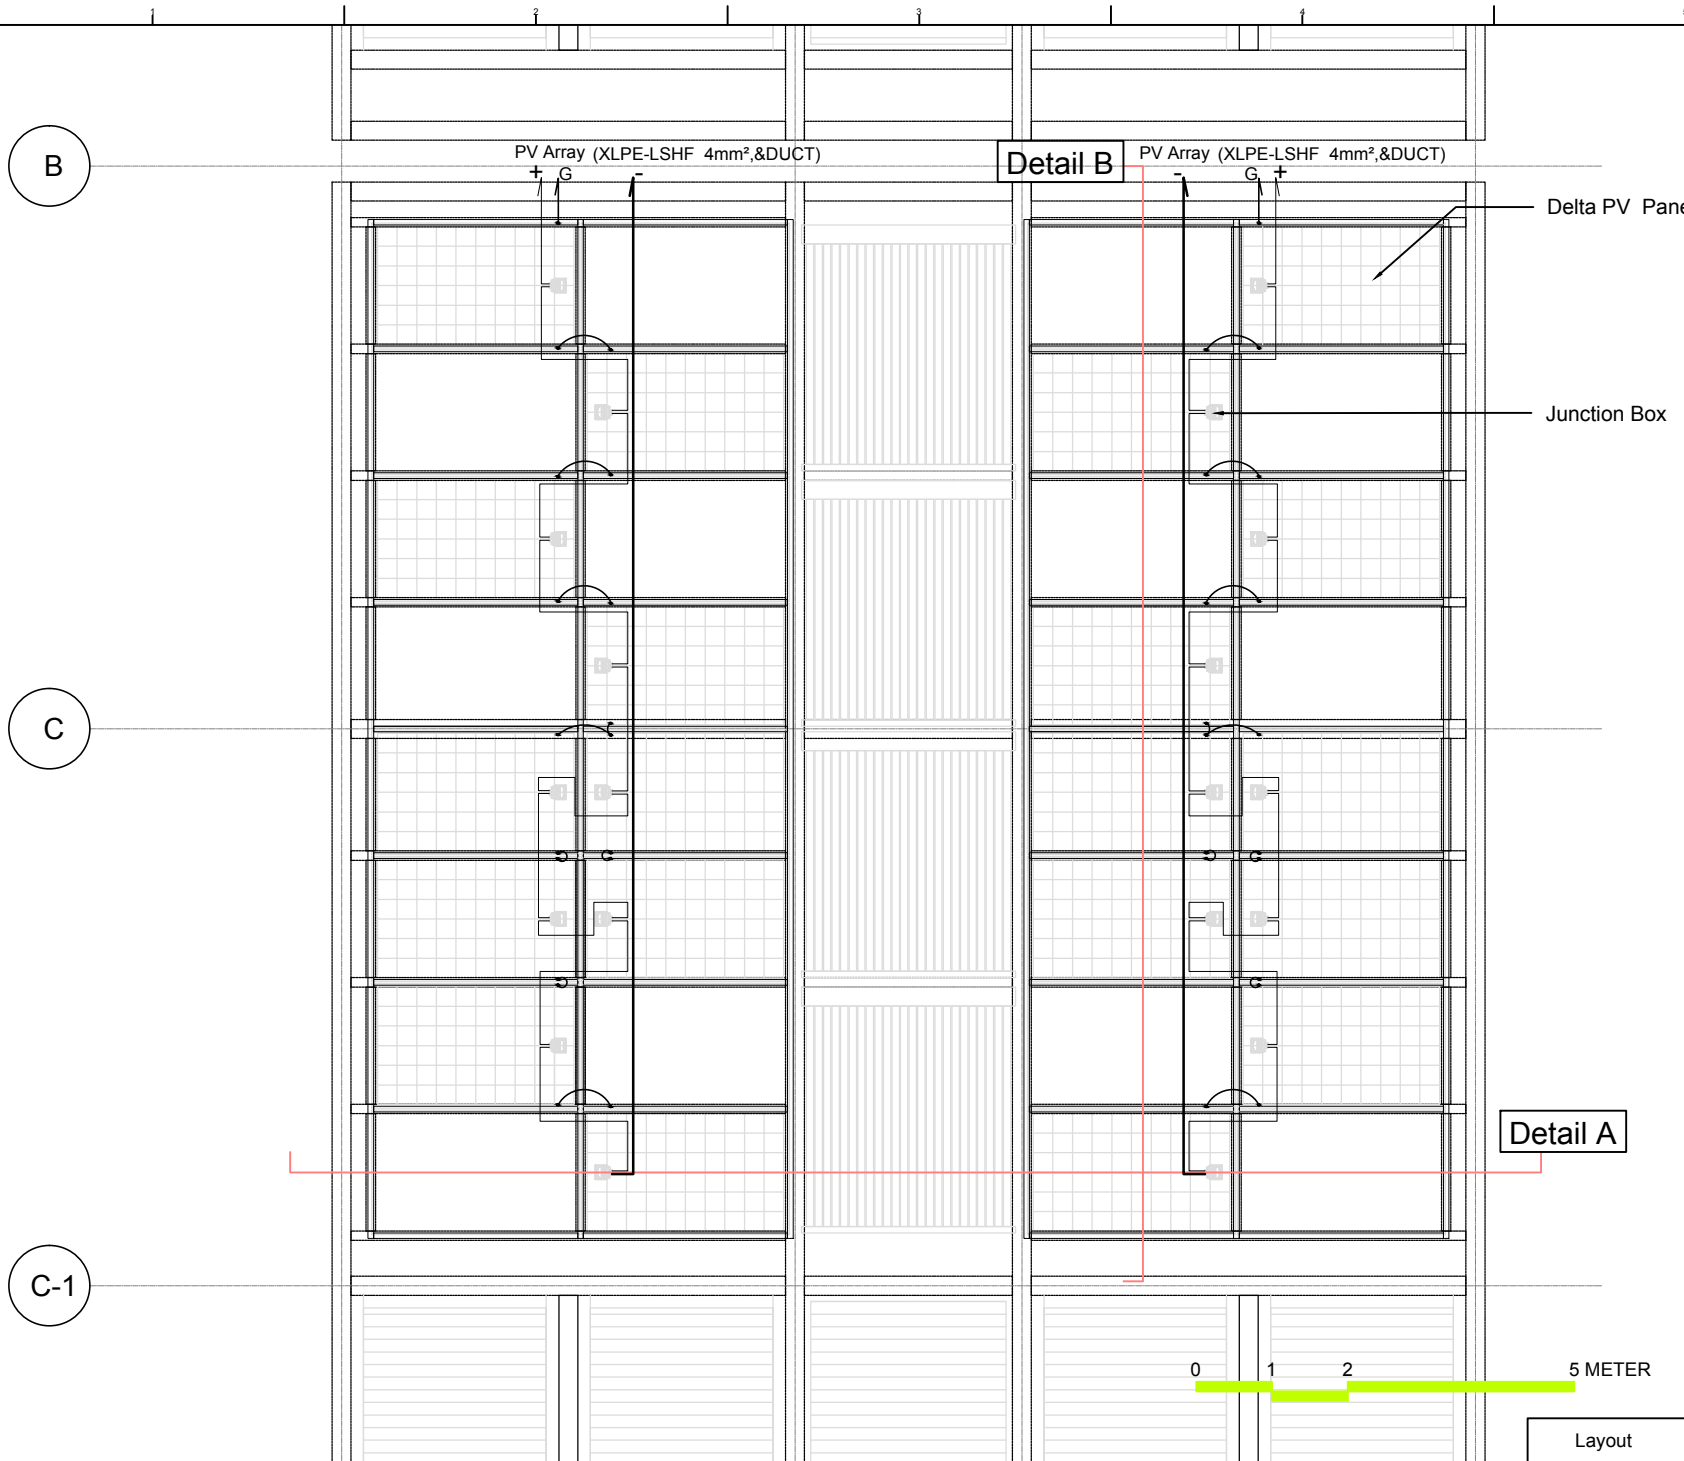 1 2 3 4
B
PV Array (XLPE-LSHF 4mm²,&DUCT)
+ G -
Detail B
PV Array (XLPE-LSHF 4mm²,&DUCT)
- G +
Delta PV Pane
Junction Box
C
Detail A
C-1
0 1 2 5 METER
Layout